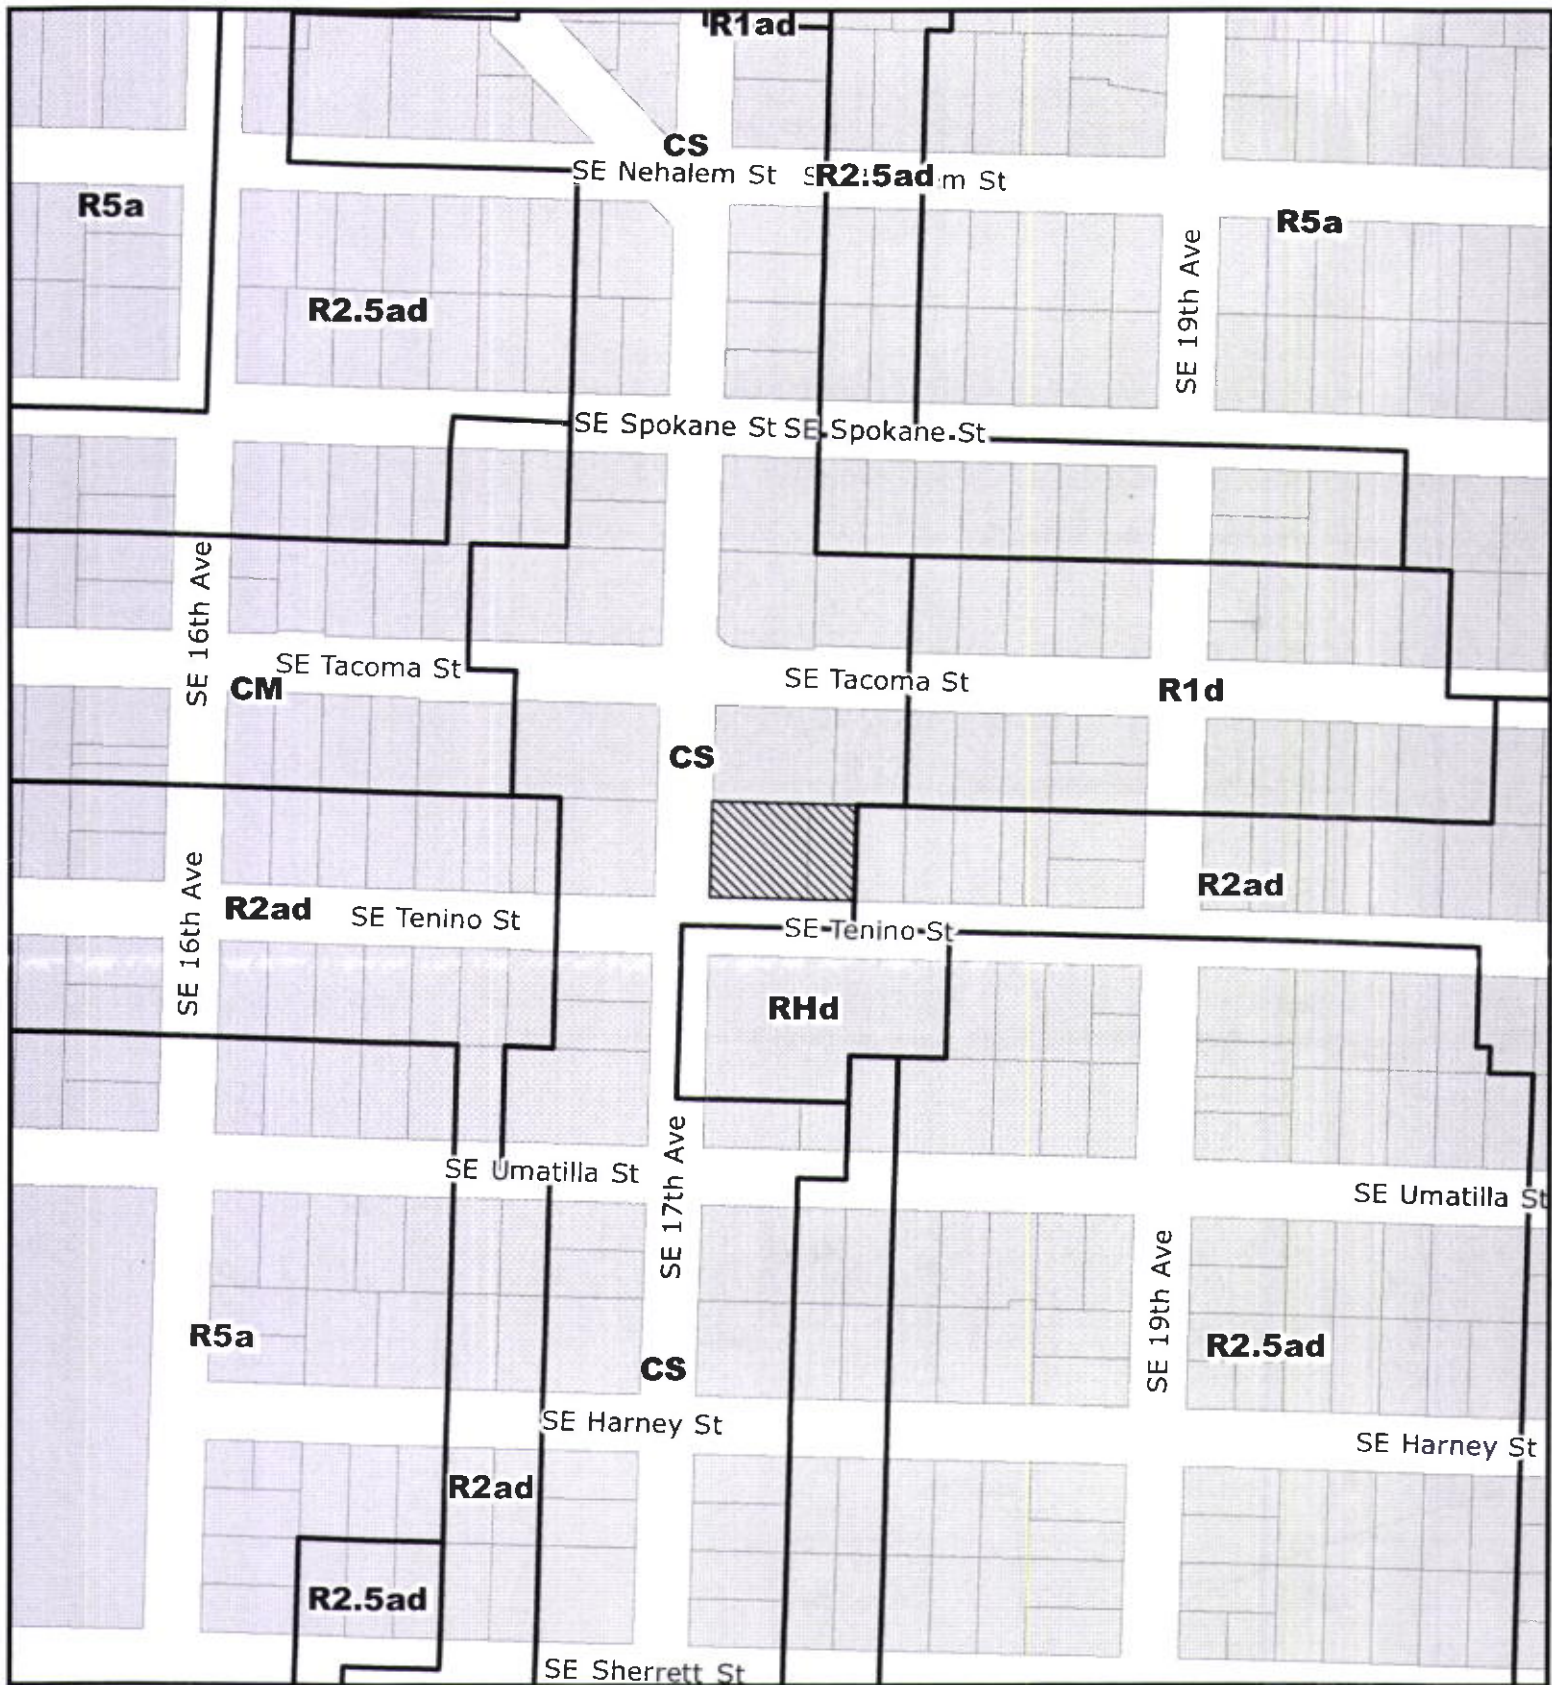 R1ad
CS
SE Nehalem St
R2.5ad
m St
R5a
R5a
SE 19th Ave
R2.5ad
SE Spokane St
SE Spokane St
SE 16th Ave
SE Tacoma St
CM
SE Tacoma St
R1d
CS
SE 16th Ave
R2ad
SE Tenino St
R2ad
SE Tenino St
RHd
SE Umatilla St
SE 17th Ave
SE Umatilla St
SE 19th Ave
R5a
CS
R2.5ad
SE Harney St
SE Harney St
R2ad
R2.5ad
SE Sherrett St